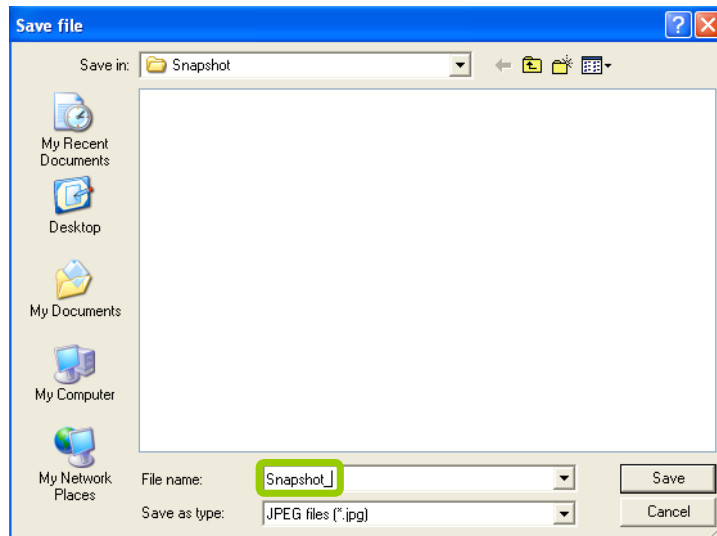 Save file
Save in: Snapshot
My Recent
Documents
Desktop
My Documents
My Computer
My Network
Places
File name: Snapshot_
Save
Save as type: JPEG files (*.jpg)
Cancel